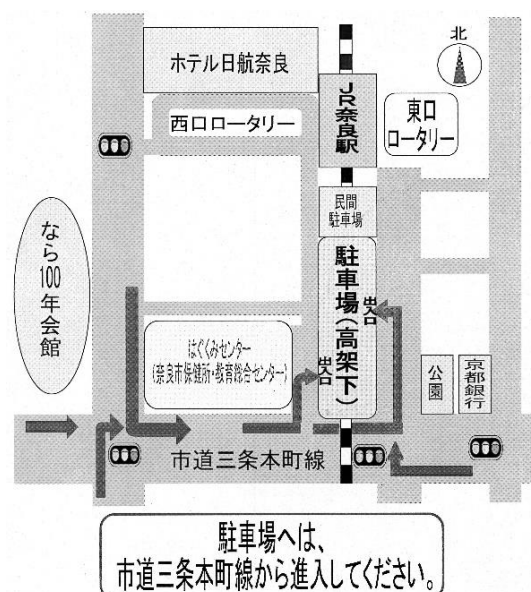 ホテル日航奈良
北
JR奈良駅
東口
ロータリー
西口ロータリー
民間
駐車場
なら100年会館
駐車場(高架下)
出入口
はぐくみセンター
(奈良市保健所・教育総合センター)
出入口
公園
京都銀行
市道三条本町線
駐車場へは、
市道三条本町線から進入してください。